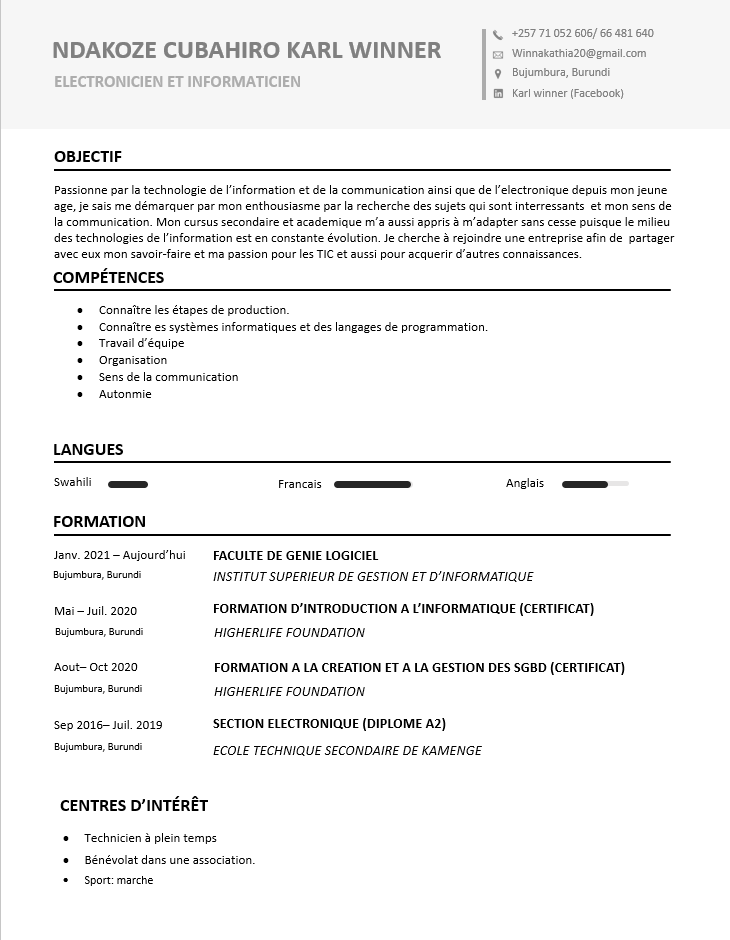 NDAKOZE CUBAHIRO KARL WINNER
ELECTRONICIEN ET INFORMATICIEN
+257 71 052 606/ 66 481 640
Winnakathia20@gmail.com
Bujumbura, Burundi
Karl winner (Facebook)
OBJECTIF
Passionne par la technologie de l’information et de la communication ainsi que de l’electronique depuis mon jeune
age, je sais me démarquer par mon enthousiasme par la recherche des sujets qui sont interressants et mon sens de
la communication. Mon cursus secondaire et academique m’a aussi appris à m’adapter sans cesse puisque le milieu
des technologies de l’information est en constante évolution. Je cherche à rejoindre une entreprise afin de partager
avec eux mon savoir-faire et ma passion pour les TIC et aussi pour acquerir d’autres connaissances.
COMPÉTENCES
• Connaître les étapes de production.
• Connaître es systèmes informatiques et des langages de programmation.
• Travail d’équipe
• Organisation
• Sens de la communication
• Autonmie
LANGUES
Swahili Francais Anglais
FORMATION
Janv. 2021 – Aujourd’hui FACULTE DE GENIE LOGICIEL
Bujumbura, Burundi INSTITUT SUPERIEUR DE GESTION ET D’INFORMATIQUE
Mai – Juil. 2020 FORMATION D’INTRODUCTION A L’INFORMATIQUE (CERTIFICAT)
Bujumbura, Burundi HIGHERLIFE FOUNDATION
Aout– Oct 2020 FORMATION A LA CREATION ET A LA GESTION DES SGBD (CERTIFICAT)
Bujumbura, Burundi HIGHERLIFE FOUNDATION
Sep 2016– Juil. 2019 SECTION ELECTRONIQUE (DIPLOME A2)
Bujumbura, Burundi ECOLE TECHNIQUE SECONDAIRE DE KAMENGE
CENTRES D’INTÉRÊT
• Technicien à plein temps
• Bénévolat dans une association.
• Sport: marche